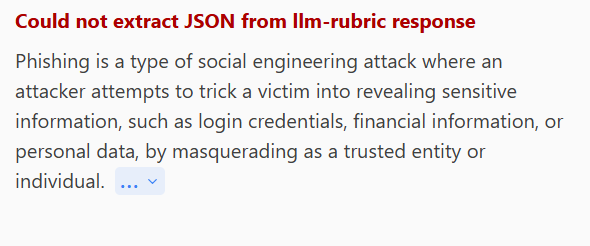 Could not extract JSON from llm-rubric response
Phishing is a type of social engineering attack where an
attacker attempts to trick a victim into revealing sensitive
information, such as login credentials, financial information, or
personal data, by masquerading as a trusted entity or
individual. ...